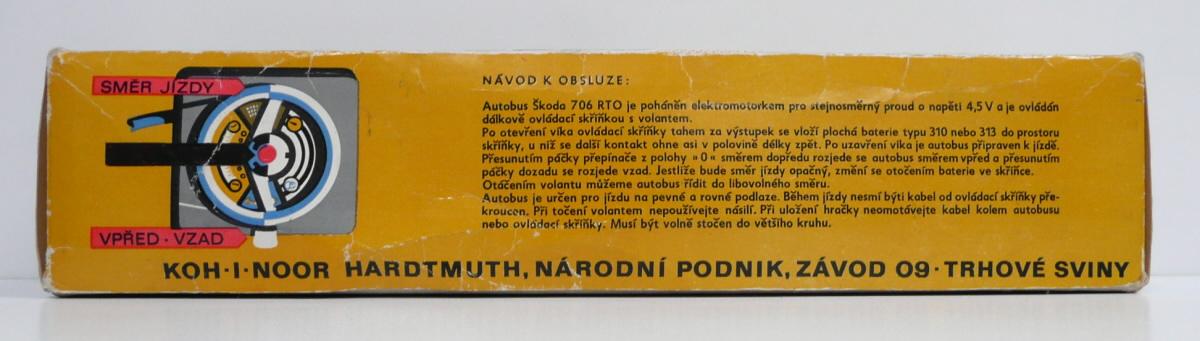 SMĚR JÍZDY
VPŘED · VZAD
NÁVOD K OBSLUZE:
Autobus Škoda 706 RTO je poháněn elektromotorkem pro stejnosměrný proud o napětí 4,5 V a je ovládán
dálkově ovládací skříňkou s volantem.
Po otevření víka ovládací skříňky tahem za výstupek se vloží plochá baterie typu 310 nebo 313 do prostoru
skříňky, u níž se další kontakt ohne asi v polovině délky zpět. Po uzavření víka je autobus připraven k jízdě.
Přesunutím páčky přepínače z polohy »0« směrem dopředu rozjede se autobus směrem vpřed a přesunutím
páčky dozadu se rozjede vzad. Jestliže bude směr jízdy opačný, změní se otočením baterie ve skříňce.
Otáčením volantu můžeme autobus řídit do libovolného směru.
Autobus je určen pro jízdu na pevné a rovné podlaze. Během jízdy nesmí býti kabel od ovládací skříňky pře-
kroucen. Při točení volantem nepoužívejte násilí. Při uložení hračky neomotávejte kabel kolem autobusu
nebo ovládací skříňky. Musí být volně stočen do většího kruhu.
KOH·I·NOOR HARDTMUTH, NÁRODNÍ PODNIK, ZÁVOD 09·TRHOVÉ SVINY